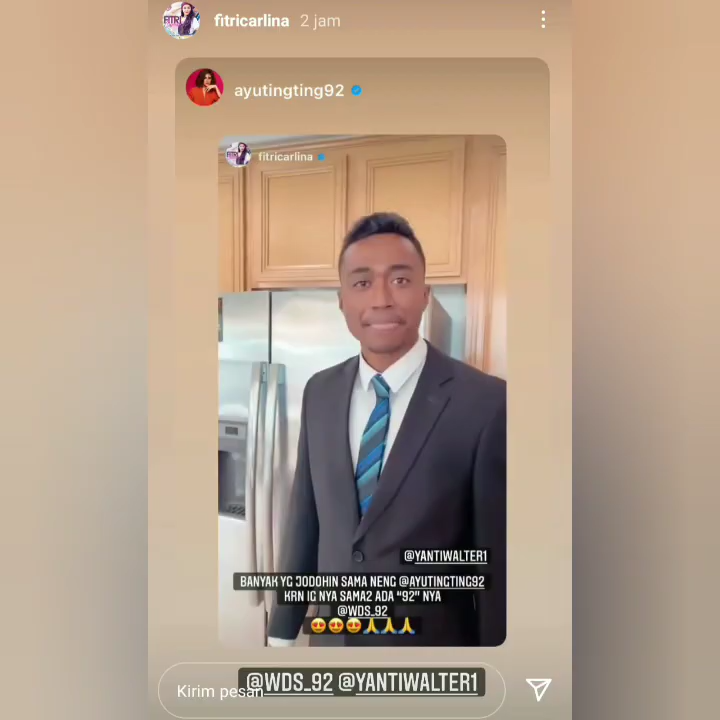 fitricarlina 2 jam
ayutingting92
FITRI
fitricarlina
@YANTIWALTER1
BANYAK YG JODOHIN SAMA NENG @AYUTINGTING92
KRN IG NYA SAMA2 ADA "92" NYA
@WDS_92
😍😍😍🙏🙏🙏
Kirim pesan
@WDS_92 @YANTIWALTER1